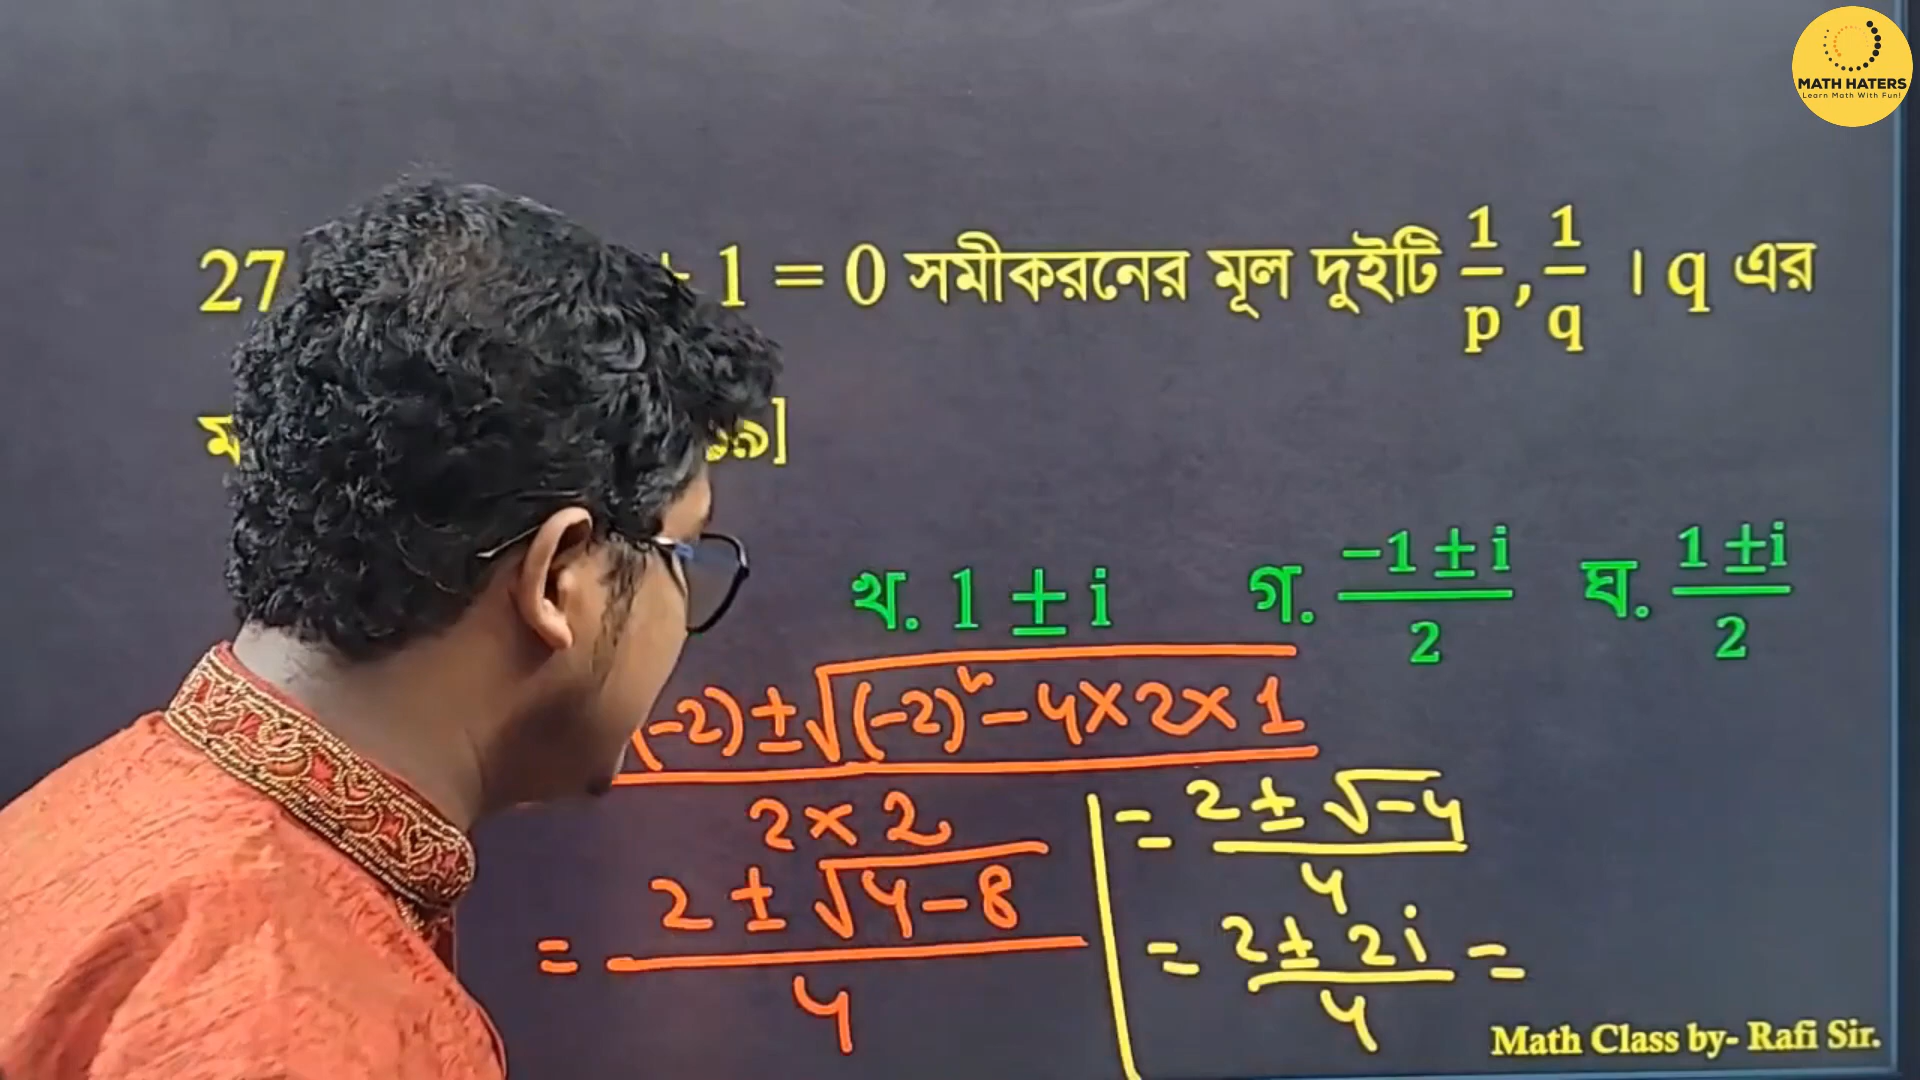 MATH HATERS
Learn Math With Fun!
27 + 1 = 0 সমীকরনের মূল দুইটি 1/p, 1/q । q এর
৯]
খ. 1 ± i গ. (−1 ± i)/2 ঘ. (1 ± i)/2
(-2) ± √((-2)² - 4 × 2 × 1)
2 × 2
= (2 ± √(4 - 8))/4
= (2 ± √-4)/4
= (2 ± 2i)/4 =
Math Class by- Rafi Sir.